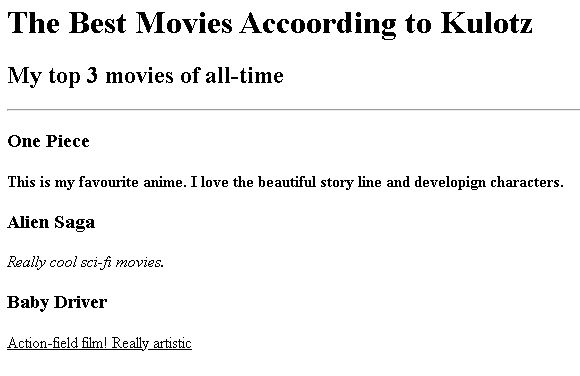 The Best Movies Accoording to Kulotz
My top 3 movies of all-time
One Piece
This is my favourite anime. I love the beautiful story line and developign characters.
Alien Saga
Really cool sci-fi movies.
Baby Driver
Action-field film! Really artistic